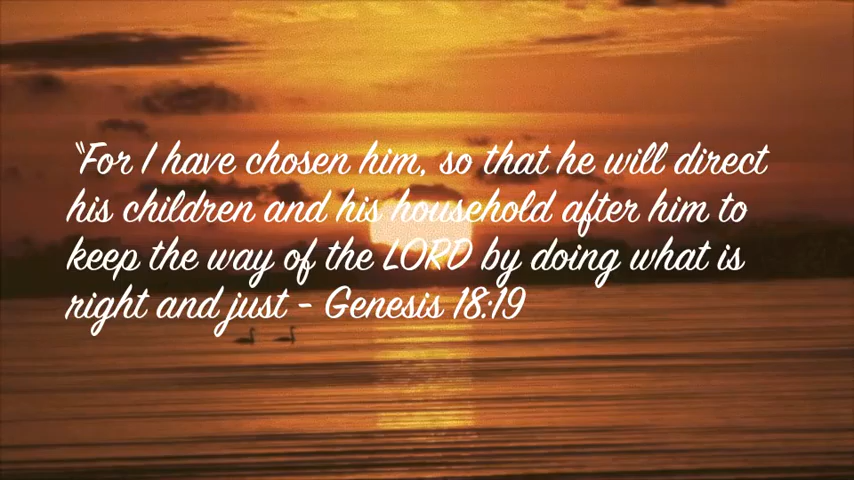 “For I have chosen him, so that he will direct
his children and his household after him to
keep the way of the LORD by doing what is
right and just - Genesis 18:19